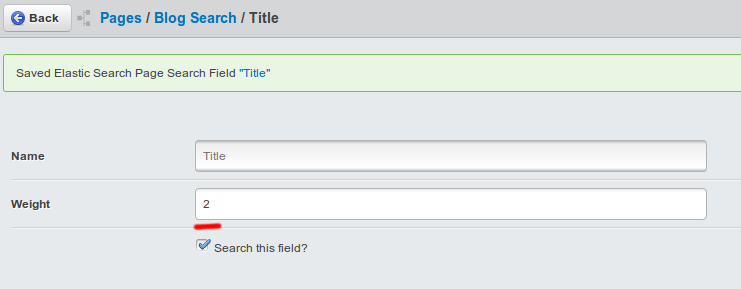 Back Pages / Blog Search / Title
Saved Elastic Search Page Search Field "Title"
Name Title
Weight 2
Search this field?